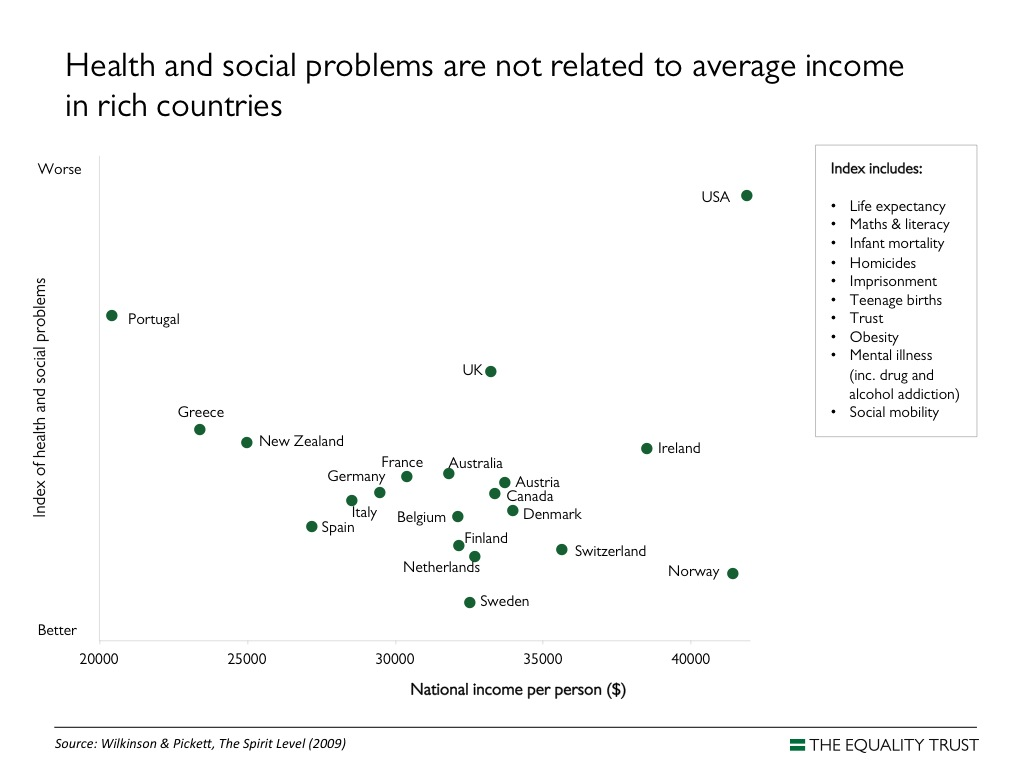 Health and social problems are not related to average income
in rich countries
Worse
Index of health and social problems
Better
USA
Portugal
UK
Greece
New Zealand
Ireland
France
Australia
Germany
Austria
Canada
Italy
Belgium
Denmark
Spain
Finland
Switzerland
Netherlands
Norway
Sweden
20000
25000
30000
35000
40000
National income per person ($)
Index includes:
• Life expectancy
• Maths & literacy
• Infant mortality
• Homicides
• Imprisonment
• Teenage births
• Trust
• Obesity
• Mental illness
(inc. drug and
alcohol addiction)
• Social mobility
Source: Wilkinson & Pickett, The Spirit Level (2009)
THE EQUALITY TRUST